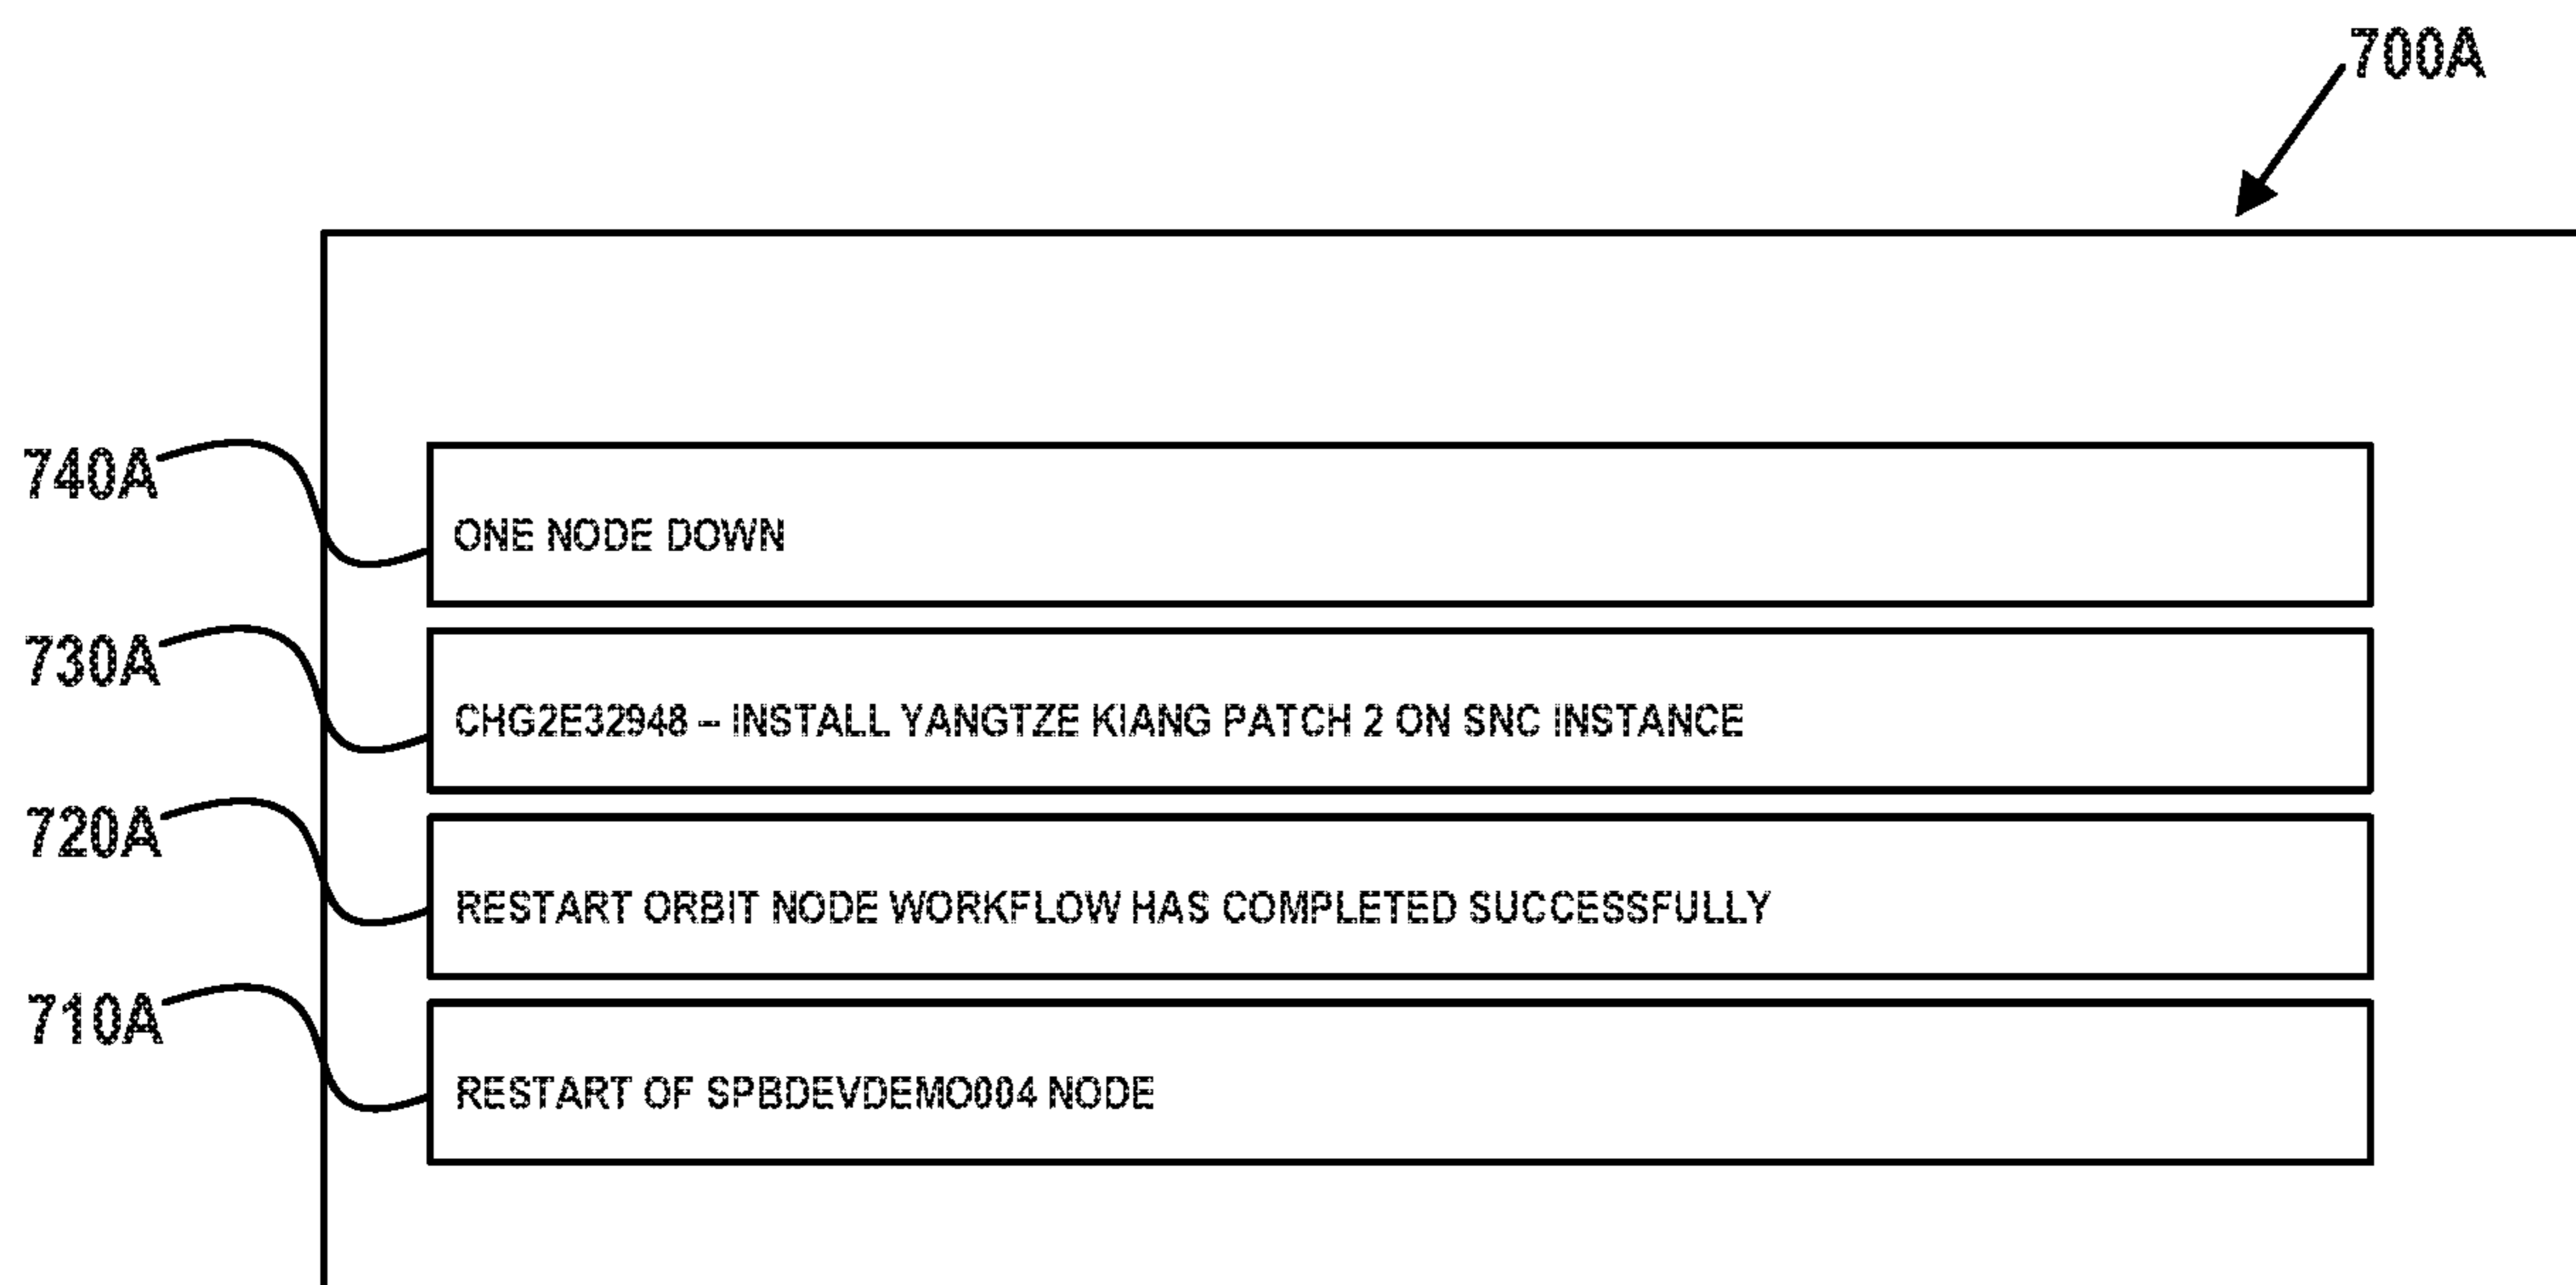 700A
740A
ONE NODE DOWN
730A
CHG2E32948 – INSTALL YANGTZE KIANG PATCH 2 ON SNC INSTANCE
720A
RESTART ORBIT NODE WORKFLOW HAS COMPLETED SUCCESSFULLY
710A
RESTART OF SPBDEVDEMO004 NODE